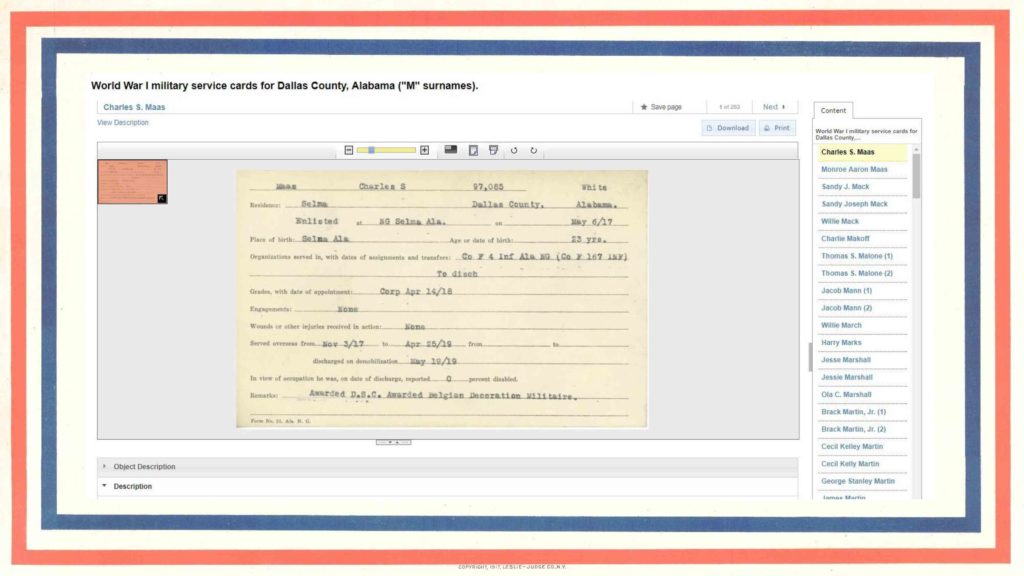 World War I military service cards for Dallas County, Alabama ("M" surnames).
Charles S. Maas
Save page
1 of 253
Next
View Description
Download
Print
Maas Charles S 97,085 White
Residence: Selma Dallas County, Alabama.
Enlisted at NG Selma Ala. on May 6/17
Place of birth: Selma Ala Age or date of birth: 23 yrs.
Organizations served in, with dates of assignments and transfers: Co F 4 Inf Ala NG (Co F 167 INF)
To disch
Grades, with date of appointment: Corp Apr 14/18
Engagements: None
Wounds or other injuries received in action: None
Served overseas from Nov 3/17 to Apr 25/19 from to
discharged on demobilization May 19/19
In view of occupation he was, on date of discharge, reported 0 percent disabled.
Remarks: Awarded D.S.C. Awarded Belgian Decoration Militaire.
Form No. 21, Ala. N. G.
Object Description
Description
Content
World War I military service cards for
Dallas County,...
Charles S. Maas
Monroe Aaron Maas
Sandy J. Mack
Sandy Joseph Mack
Willie Mack
Charlie Makoff
Thomas S. Malone (1)
Thomas S. Malone (2)
Jacob Mann (1)
Jacob Mann (2)
Willie March
Harry Marks
Jesse Marshall
Jessie Marshall
Ola C. Marshall
Brack Martin, Jr. (1)
Brack Martin, Jr. (2)
Cecil Kelley Martin
Cecil Kelly Martin
George Stanley Martin
James Martin
COPYRIGHT, 1917, LESLIE-JUDGE CO., N.Y.